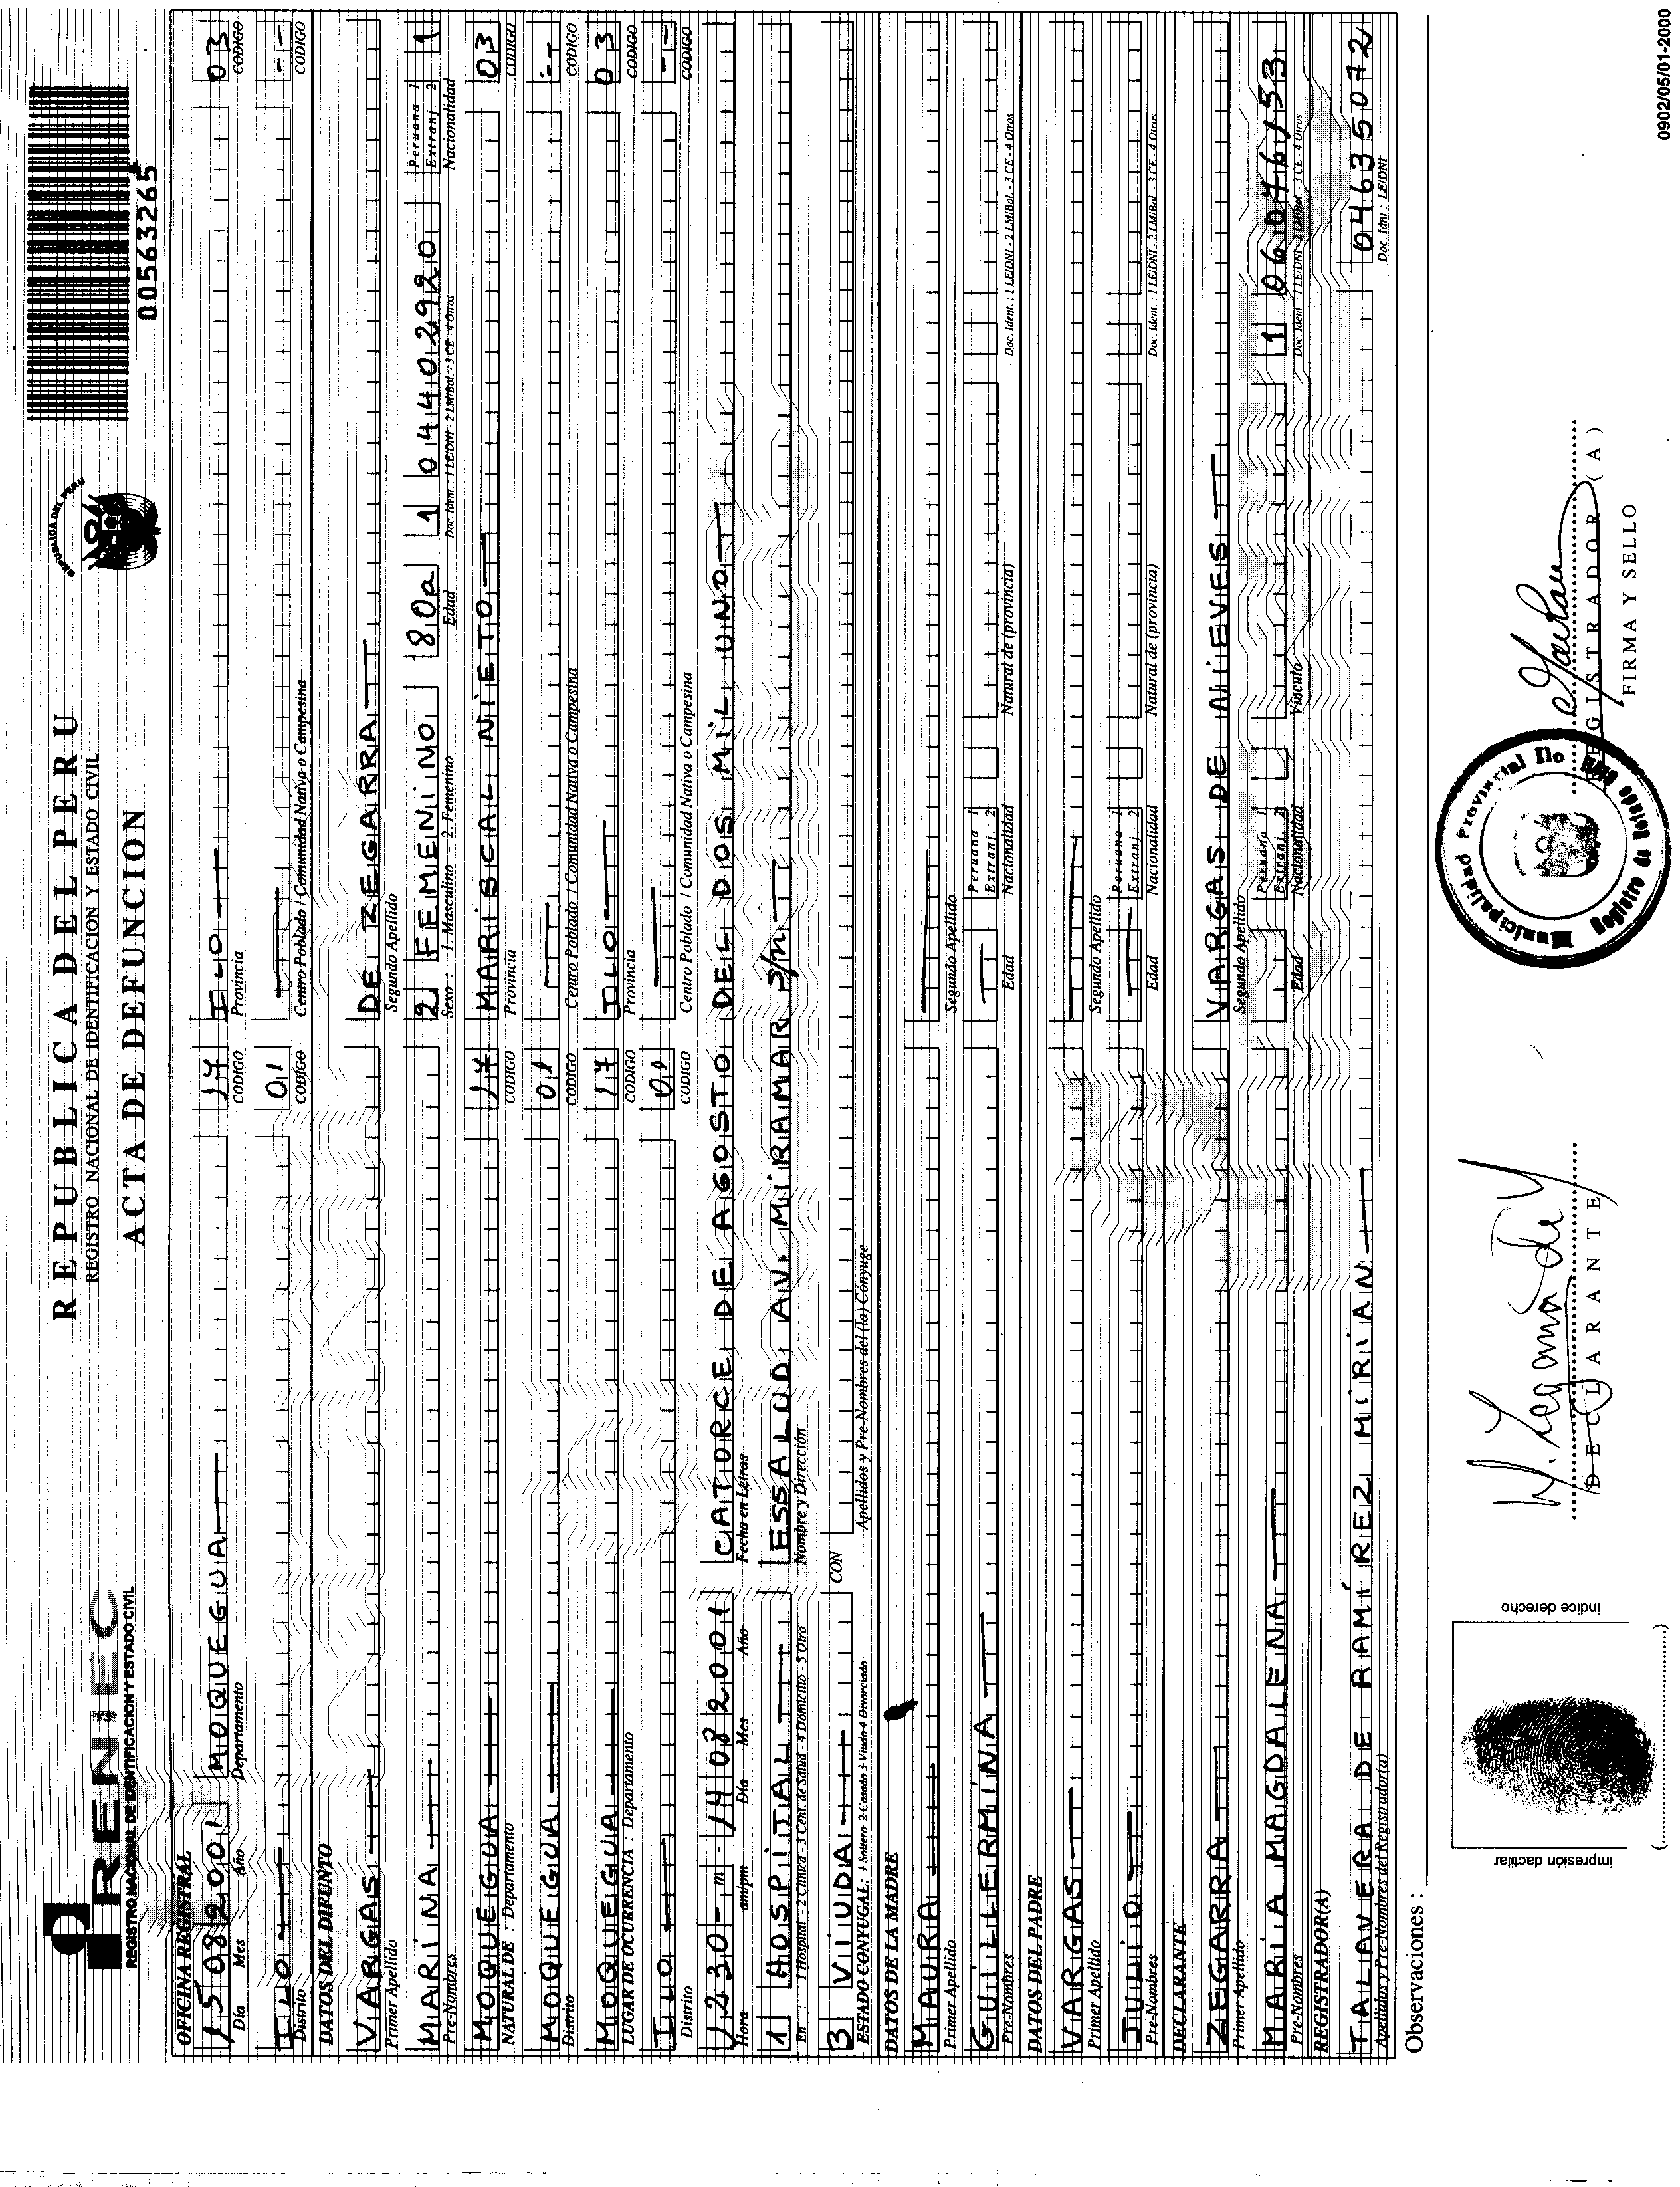 RENIEC
REGISTRO NACIONAL DE IDENTIFICACION Y ESTADO CIVIL
REPUBLICA DEL PERU
REGISTRO NACIONAL DE IDENTIFICACION Y ESTADO CIVIL
ACTA DE DEFUNCION
REPUBLICA DEL PERU
00563265
OFICINA REGISTRAL
15 08 2001 MOQUEGUA 17 ILO 03
Día Mes Año Departamento CODIGO Provincia CODIGO
ILO 01 --
Distrito CODIGO Centro Poblado / Comunidad Nativa o Campesina CODIGO
DATOS DEL DIFUNTO
VARGAS DE ZEGARRA
Primer Apellido Segundo Apellido
MARINA 2 FEMENINO 80a 1 04402920 Peruana 1 Extranj. 2 1
Pre-Nombres Sexo : 1. Masculino - 2. Femenino Edad Doc. Iden. : 1 LE/DNI - 2 LM/Bol. - 3 CE - 4 Otros Nacionalidad
MOQUEGUA 17 MARISCAL NIETO 03
NATURAL DE : Departamento CODIGO Provincia CODIGO
MOQUEGUA 01 --
Distrito CODIGO Centro Poblado / Comunidad Nativa o Campesina CODIGO
MOQUEGUA 17 ILO 03
LUGAR DE OCURRENCIA : Departamento CODIGO Provincia CODIGO
ILO 01 --
Distrito CODIGO Centro Poblado / Comunidad Nativa o Campesina CODIGO
1230 - m - 14 08 2001 CATORCE DE AGOSTO DEL DOS MIL UNO
Hora am/pm Día Mes Año Fecha en Letras
1 HOSPITAL ESSALUD AV. MIRAMAR S/n
En : 1 Hospital - 2 Clínica - 3 Cent. de Salud - 4 Domicilio - 5 Otro Nombre y Dirección
3 VIUDA CON
ESTADO CONYUGAL: 1 Soltero 2 Casado 3 Viudo 4 Divorciado Apellidos y Pre-Nombres del (la) Cónyuge
DATOS DE LA MADRE
MAURA
Primer Apellido Segundo Apellido
GUILLERMINA Peruana 1 Extranj. 2
Pre-Nombres Edad Nacionalidad Natural de (provincia) Doc. Iden. : 1 LE/DNI - 2 LM/Bol. - 3 CE - 4 Otros
DATOS DEL PADRE
VARGAS
Primer Apellido Segundo Apellido
JULIO Peruana 1 Extranj. 2
Pre-Nombres Edad Nacionalidad Natural de (provincia) Doc. Iden. : 1 LE/DNI - 2 LM/Bol. - 3 CE - 4 Otros
DECLARANTE
ZEGARRA VARGAS DE NIEVES
Primer Apellido Segundo Apellido
MARIA MAGDALENA Peruana 1 Extranj. 2 1
Pre-Nombres Edad Nacionalidad Vínculo Doc. Iden. : 1 LE/DNI - 2 LM/Bol. - 3 CE - 4 Otros
REGISTRADOR(A)
TALAVERA DE RAMÍREZ MIRIAN 04635072
Apellidos y Pre-Nombres del Registrador(a) Doc. Iden : LE/DNI
Observaciones :
impresión dactilar
indice derecho
DECLARANTE
Municipalidad Provincial Ilo
Registro de Estado Civil
REGISTRADOR (A)
FIRMA Y SELLO
0902/05/01-2000